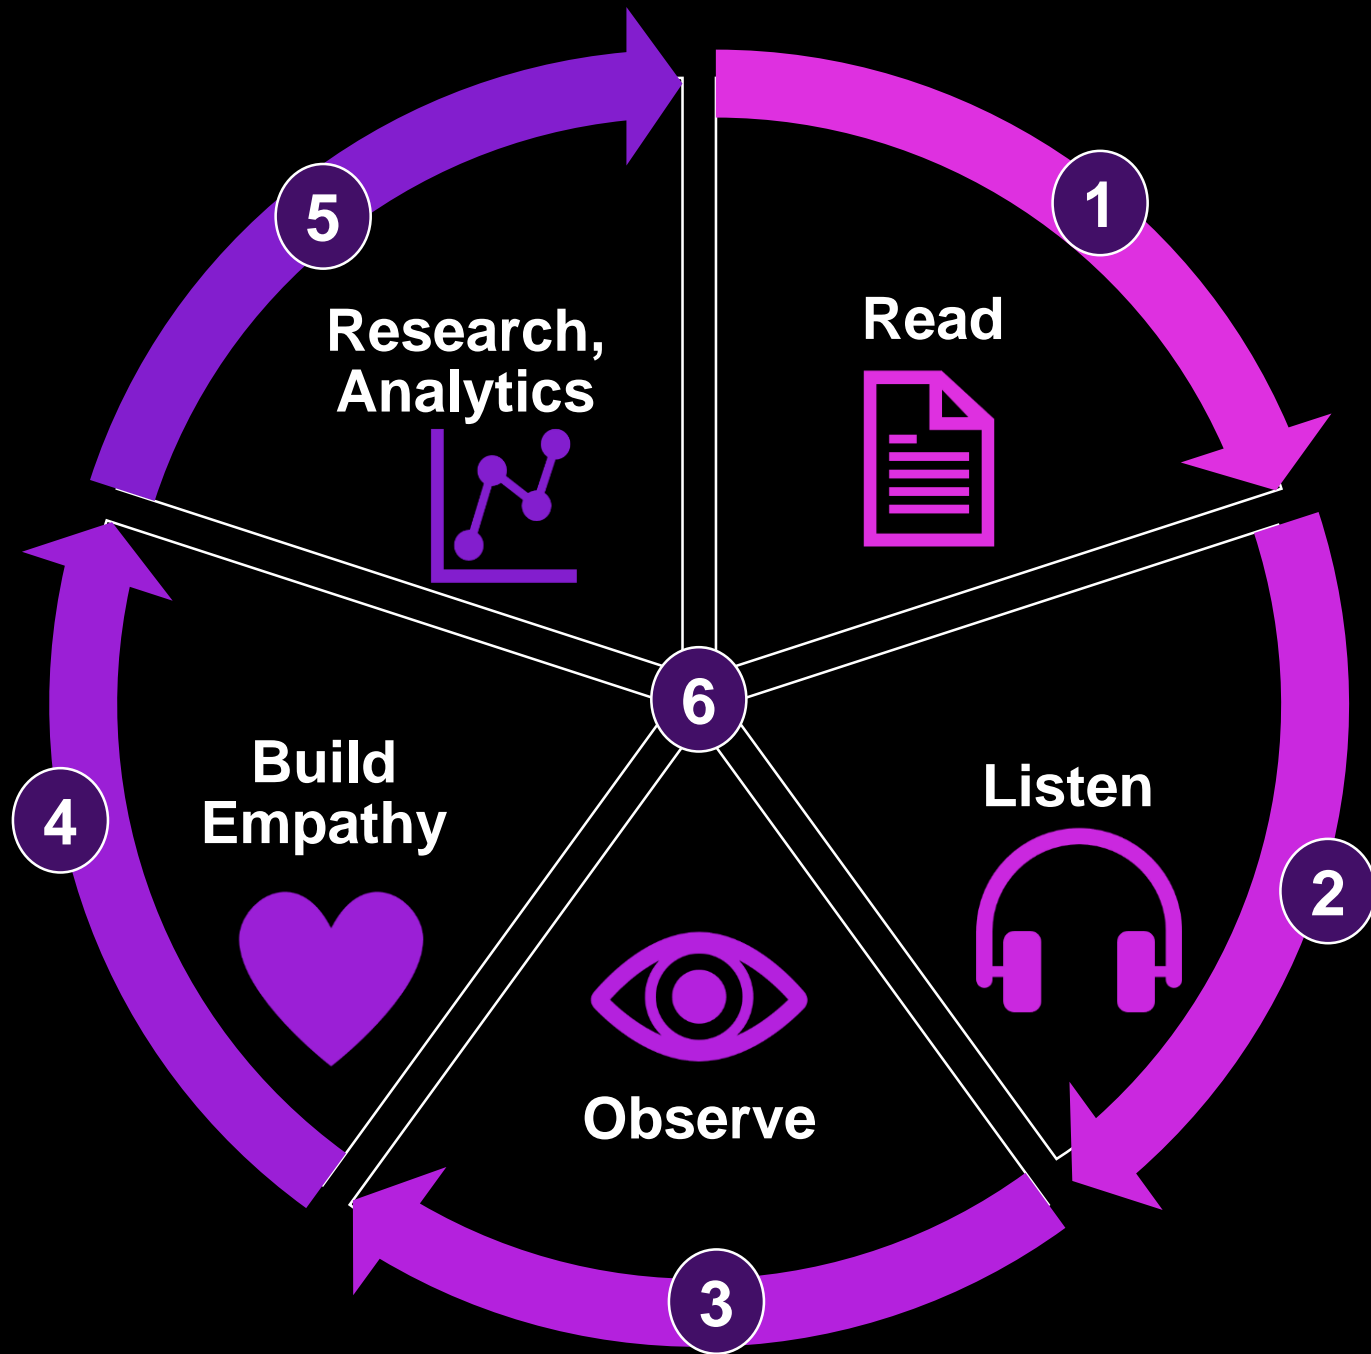 1
Read
2
Listen
3
Observe
4
Build
Empathy
5
Research,
Analytics
6